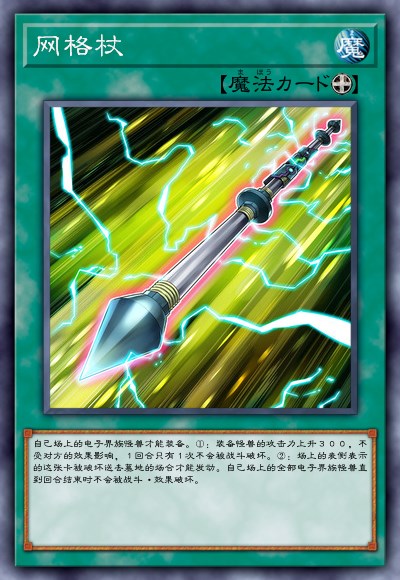 网格杖
魔
【魔法カード】
まほう
自己场上的电子界族怪兽才能装备。①：装备怪兽的攻击力上升３００，不
受对方的效果影响，１回合只有１次不会被战斗破坏。②：场上的表侧表示
的这张卡被破坏送去墓地的场合才能发动。自己场上的全部电子界族怪兽直
到回合结束时不会被战斗·效果破坏。